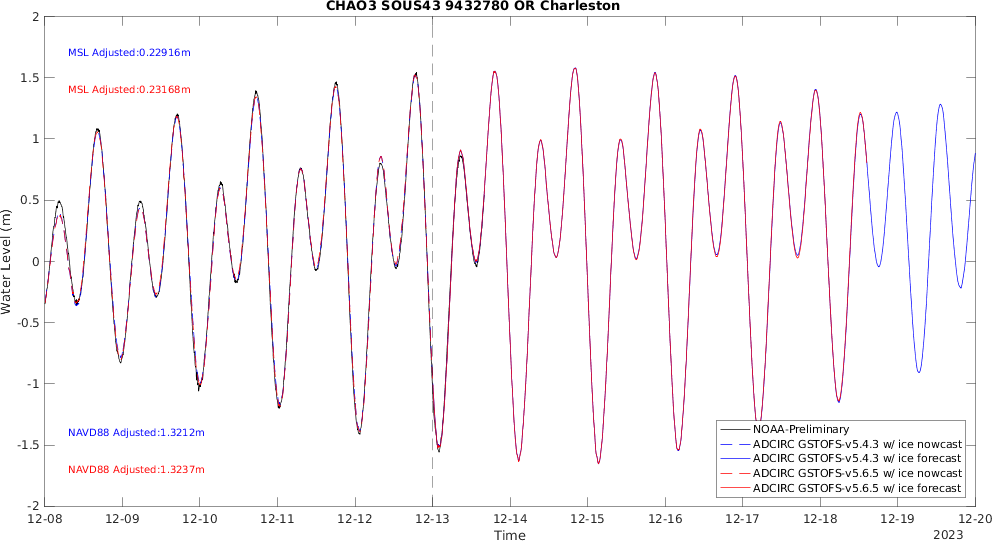 CHAO3 SOUS43 9432780 OR Charleston
2
1.5
1
0.5
0
-0.5
-1
-1.5
-2
Water Level (m)
MSL Adjusted:0.22916m
MSL Adjusted:0.23168m
NAVD88 Adjusted:1.3212m
NAVD88 Adjusted:1.3237m
NOAA-Preliminary
ADCIRC GSTOFS-v5.4.3 w/ ice nowcast
ADCIRC GSTOFS-v5.4.3 w/ ice forecast
ADCIRC GSTOFS-v5.6.5 w/ ice nowcast
ADCIRC GSTOFS-v5.6.5 w/ ice forecast
12-08 12-09 12-10 12-11 12-12 12-13 12-14 12-15 12-16 12-17 12-18 12-19 12-20
Time
2023